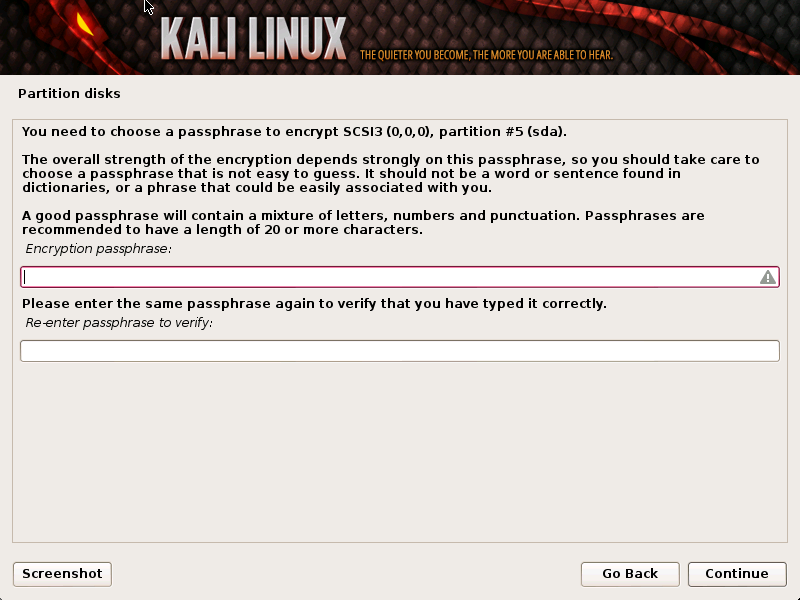 KALI LINUX THE QUIETER YOU BECOME, THE MORE YOU ARE ABLE TO HEAR.
Partition disks
You need to choose a passphrase to encrypt SCSI3 (0,0,0), partition #5 (sda).
The overall strength of the encryption depends strongly on this passphrase, so you should take care to
choose a passphrase that is not easy to guess. It should not be a word or sentence found in
dictionaries, or a phrase that could be easily associated with you.
A good passphrase will contain a mixture of letters, numbers and punctuation. Passphrases are
recommended to have a length of 20 or more characters.
Encryption passphrase:
Please enter the same passphrase again to verify that you have typed it correctly.
Re-enter passphrase to verify:
Screenshot Go Back Continue